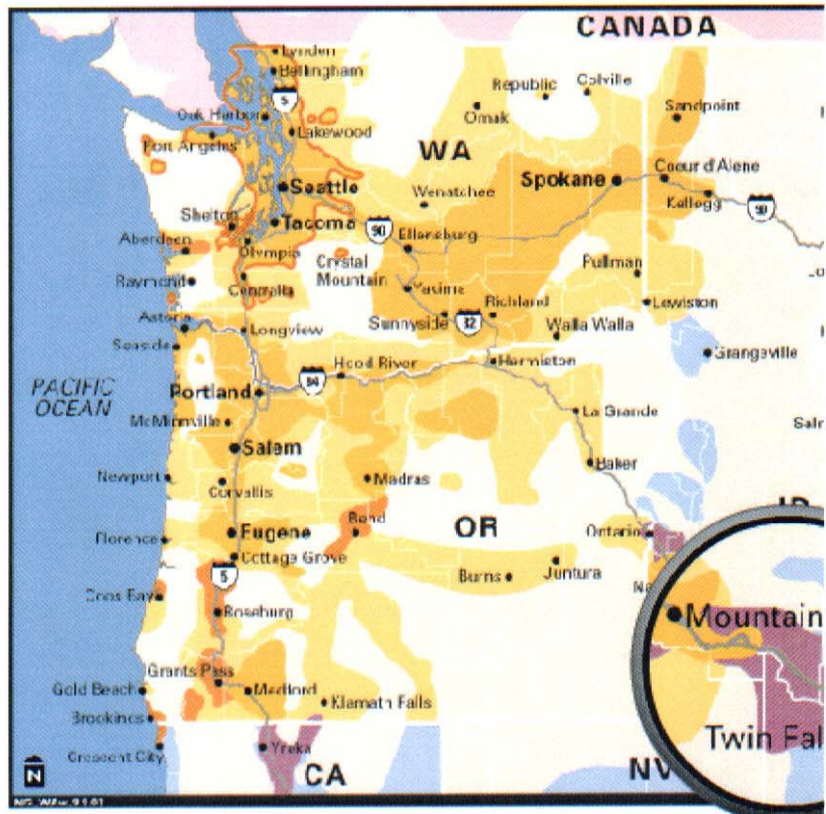 CANADA
Lynden
Bellingham
5
Oak Harbor
Lakewood
Port Angeles
Republic
Colville
Omak
Sandpoint
WA
Seattle
Wenatchee
Spokane
Coeur d'Alene
Kellegg
90
Shelton
Tacoma
90
Ellensburg
Aberdeen
Olympia
Crystal
Mountain
Pullman
Raymond
Centralia
Yakima
Richland
Lewiston
Astoria
Longview
Sunnyside
82
Walla Walla
Seaside
Hood River
Hermiston
Grangeville
PACIFIC
OCEAN
Portland
84
McMinnville
La Grande
Salem
Newport
Corvallis
Madras
Baker
Florence
Eugene
Bend
OR
ID
Ontario
Cottage Grove
5
Burns
Juntura
Coos Bay
Roseburg
Mountain
Grants Pass
Gold Beach
Medford
Klamath Falls
Brookings
Twin Fal
Crescent City
Yreka
N
CA
NV